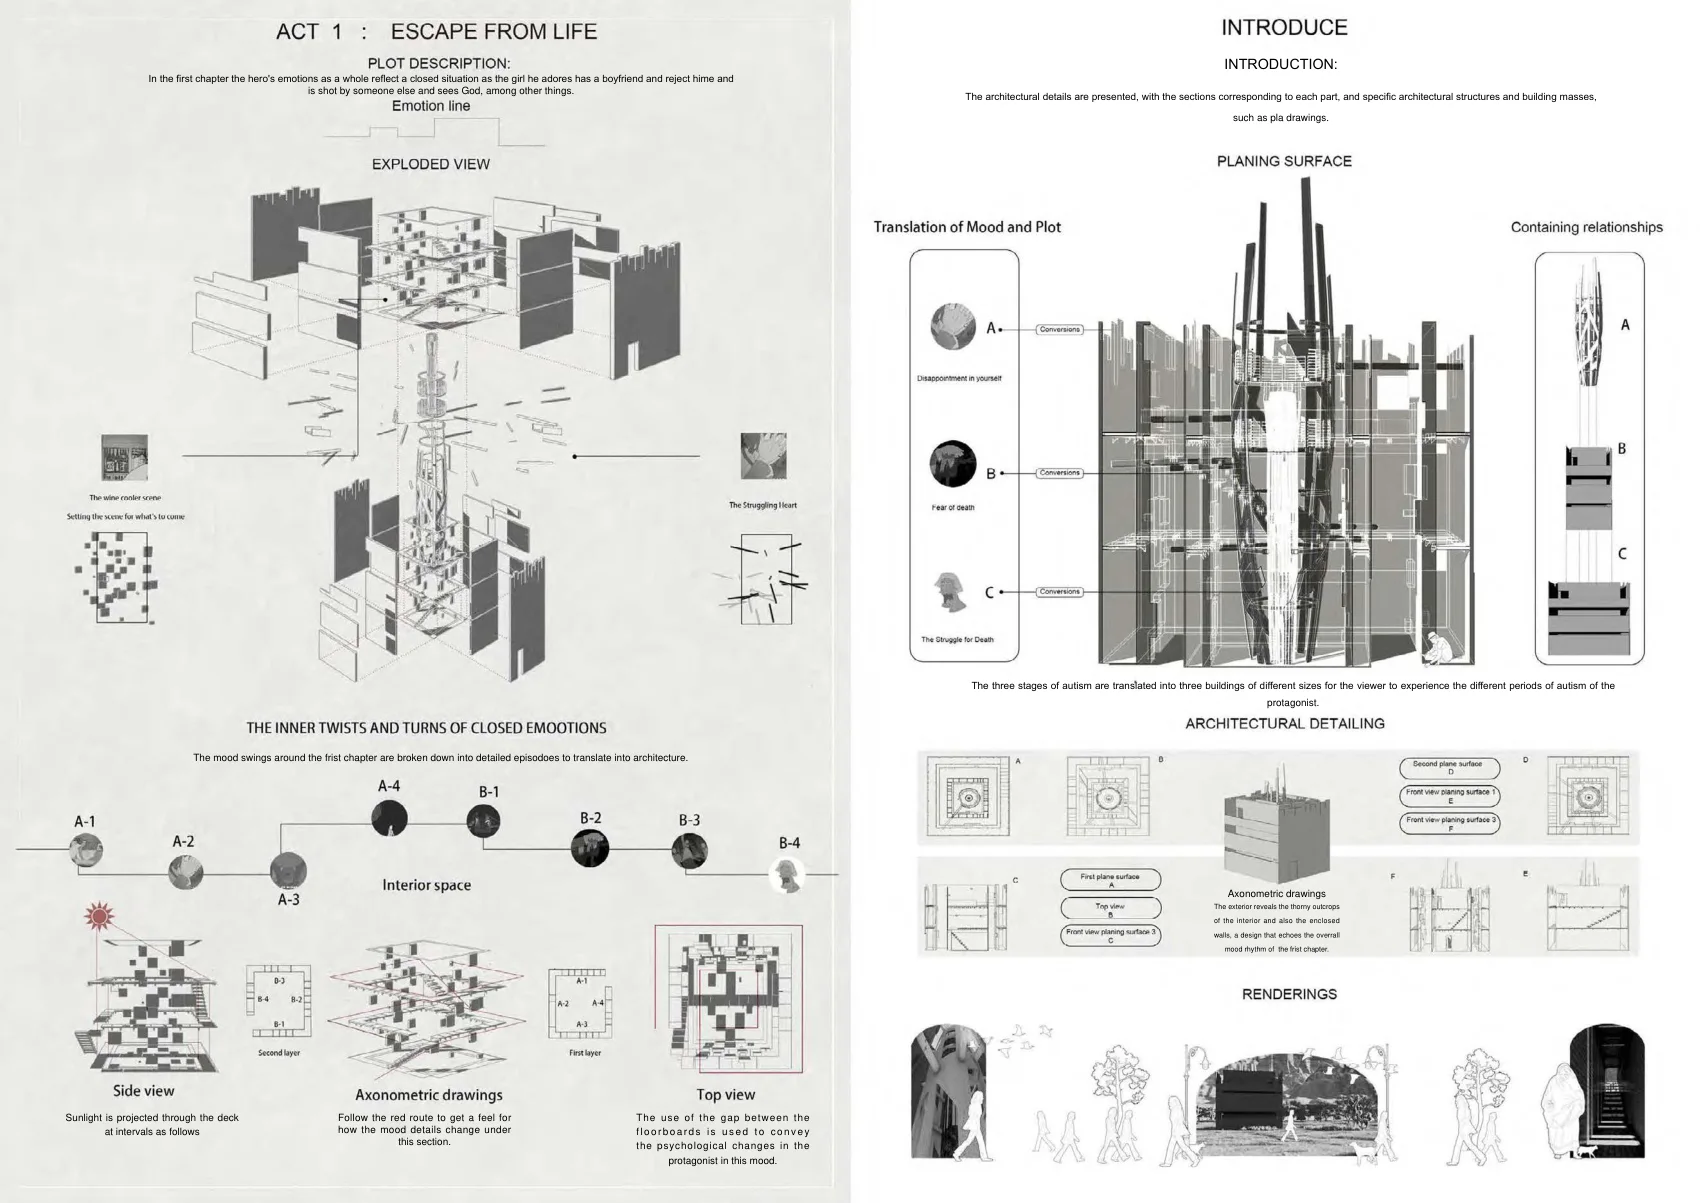 ACT 1 : ESCAPE FROM LIFE
PLOT DESCRIPTION:
In the first chapter the hero's emotions as a whole reflect a closed situation as the girl he adores has a boyfriend and reject hime and
is shot by someone else and sees God, among other things.
Emotion line
EXPLODED VIEW
The wine cooler scene
Setting the scene for what's to come
The Struggling Heart
THE INNER TWISTS AND TURNS OF CLOSED EMOOTIONS
The mood swings around the frist chapter are broken down into detailed episodoes to translate into architecture.
A-1
A-2
A-3
A-4
B-1
B-2
B-3
B-4
Interior space
B-3
B-4
B-2
B-1
Second layer
A-1
A-2
A-4
A-3
First layer
Side view
Sunlight is projected through the deck
at intervals as follows
Axonometric drawings
Follow the red route to get a feel for
how the mood details change under
this section.
Top view
The use of the gap between the
floorboards is used to convey
the psychological changes in the
protagonist in this mood.
INTRODUCE
INTRODUCTION:
The architectural details are presented, with the sections corresponding to each part, and specific architectural structures and building masses,
such as pla drawings.
PLANING SURFACE
Translation of Mood and Plot
A
Conversions
Disappointment in yourself
B
Conversions
Fear of death
C
Conversions
The Struggle for Death
Containing relationships
A
B
C
The three stages of autism are translated into three buildings of different sizes for the viewer to experience the different periods of autism of the
protagonist.
ARCHITECTURAL DETAILING
A
B
Second plane surface
D
Front view planing surface 1
E
Front view planing surface 3
F
D
C
First plane surface
A
Top view
B
Front view planing surface 3
C
Axonometric drawings
The exterior reveals the thorny outcrops
of the interior and also the enclosed
walls, a design that echoes the overrall
mood rhythm of the frist chapter.
F
E
RENDERINGS